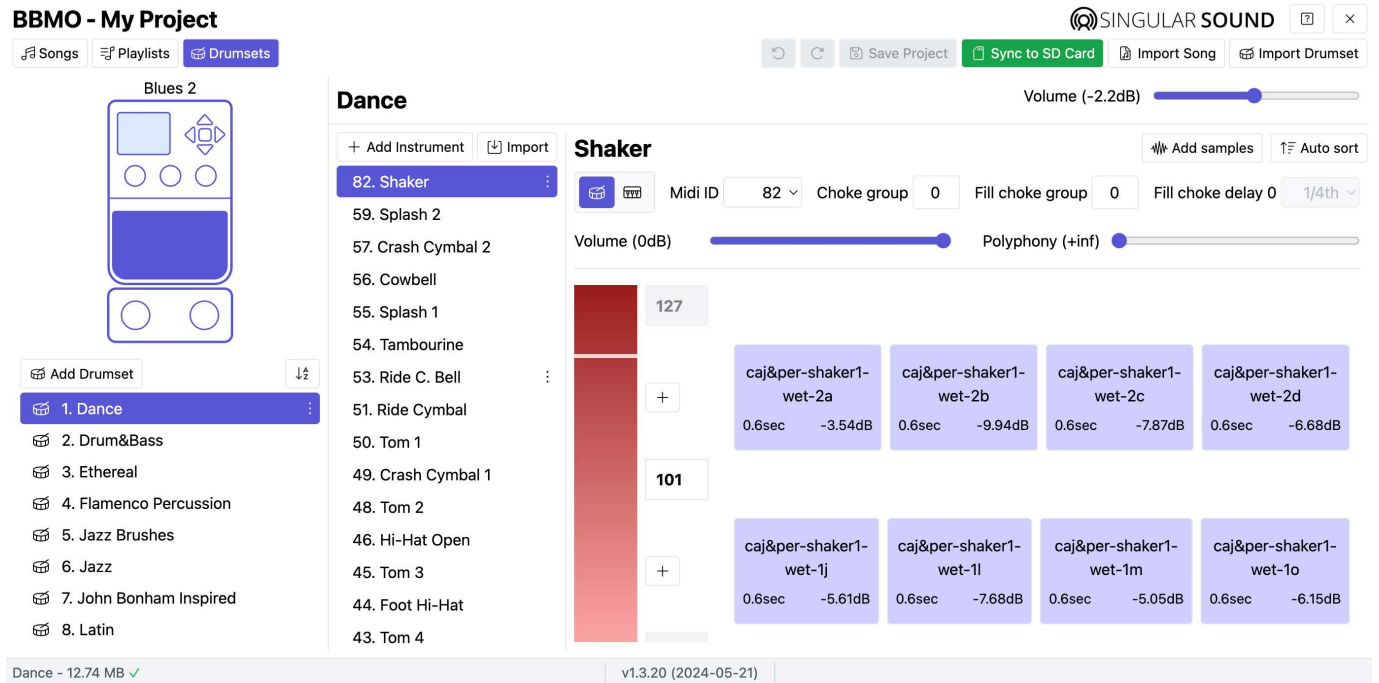 BBMO - My Project
SINGULAR SOUND
Songs
Playlists
Drumsets
Save Project
Sync to SD Card
Import Song
Import Drumset
Blues 2
Add Drumset
1. Dance
2. Drum&Bass
3. Ethereal
4. Flamenco Percussion
5. Jazz Brushes
6. Jazz
7. John Bonham Inspired
8. Latin
Dance
Volume (-2.2dB)
Add Instrument
Import
82. Shaker
59. Splash 2
57. Crash Cymbal 2
56. Cowbell
55. Splash 1
54. Tambourine
53. Ride C. Bell
51. Ride Cymbal
50. Tom 1
49. Crash Cymbal 1
48. Tom 2
46. Hi-Hat Open
45. Tom 3
44. Foot Hi-Hat
43. Tom 4
Shaker
Add samples
Auto sort
Midi ID 82
Choke group 0
Fill choke group 0
Fill choke delay 0 1/4th
Volume (0dB)
Polyphony (+inf)
127
caj&per-shaker1-
wet-2a
0.6sec -3.54dB
caj&per-shaker1-
wet-2b
0.6sec -9.94dB
caj&per-shaker1-
wet-2c
0.6sec -7.87dB
caj&per-shaker1-
wet-2d
0.6sec -6.68dB
101
caj&per-shaker1-
wet-1j
0.6sec -5.61dB
caj&per-shaker1-
wet-1l
0.6sec -7.68dB
caj&per-shaker1-
wet-1m
0.6sec -5.05dB
caj&per-shaker1-
wet-1o
0.6sec -6.15dB
Dance - 12.74 MB ✓
v1.3.20 (2024-05-21)